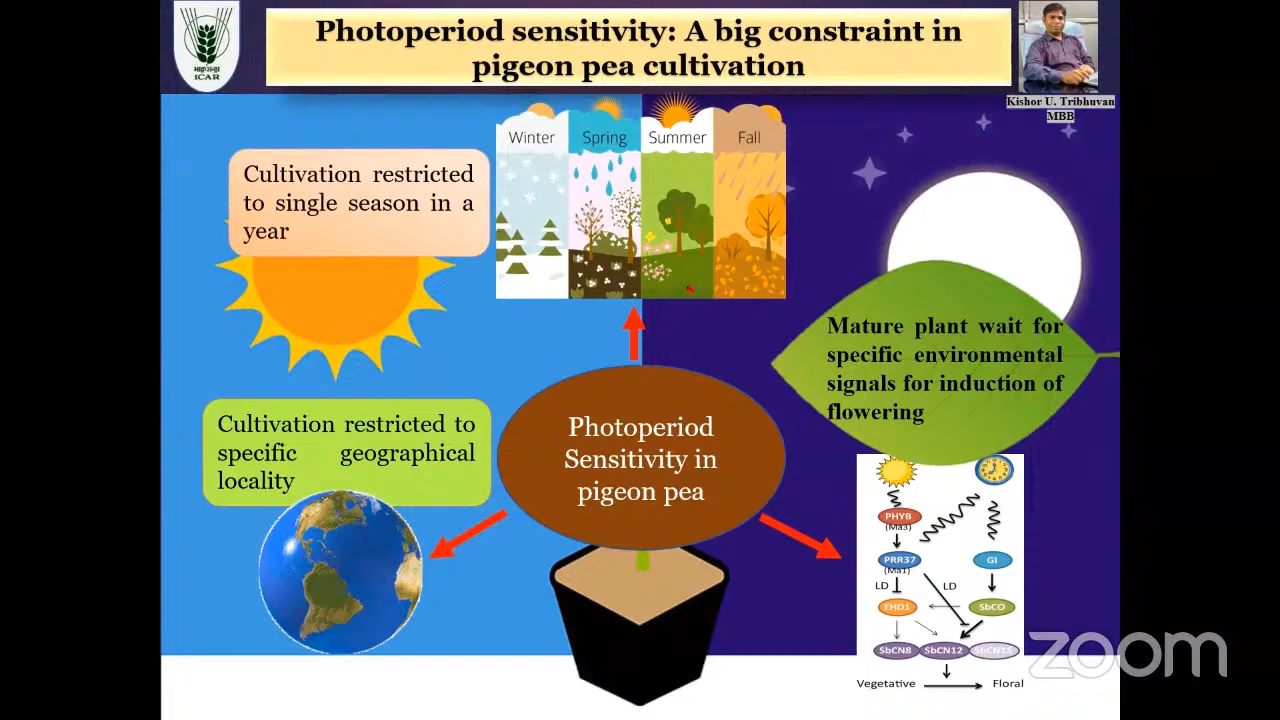 Photoperiod sensitivity: A big constraint in
pigeon pea cultivation
ICAR
Kishor U. Tribhuvan
MBB
Winter Spring Summer Fall
Cultivation restricted
to single season in a
year
Mature plant wait for
specific environmental
signals for induction of
flowering
Cultivation restricted to
specific geographical
locality
Photoperiod
Sensitivity in
pigeon pea
PHYB
(Ma3)
PRR37
(Ma1)
GI
LD
LD
EHD1
SbCO
SbCN8
SbCN12
SbCN15
Vegetative
Floral
zoom